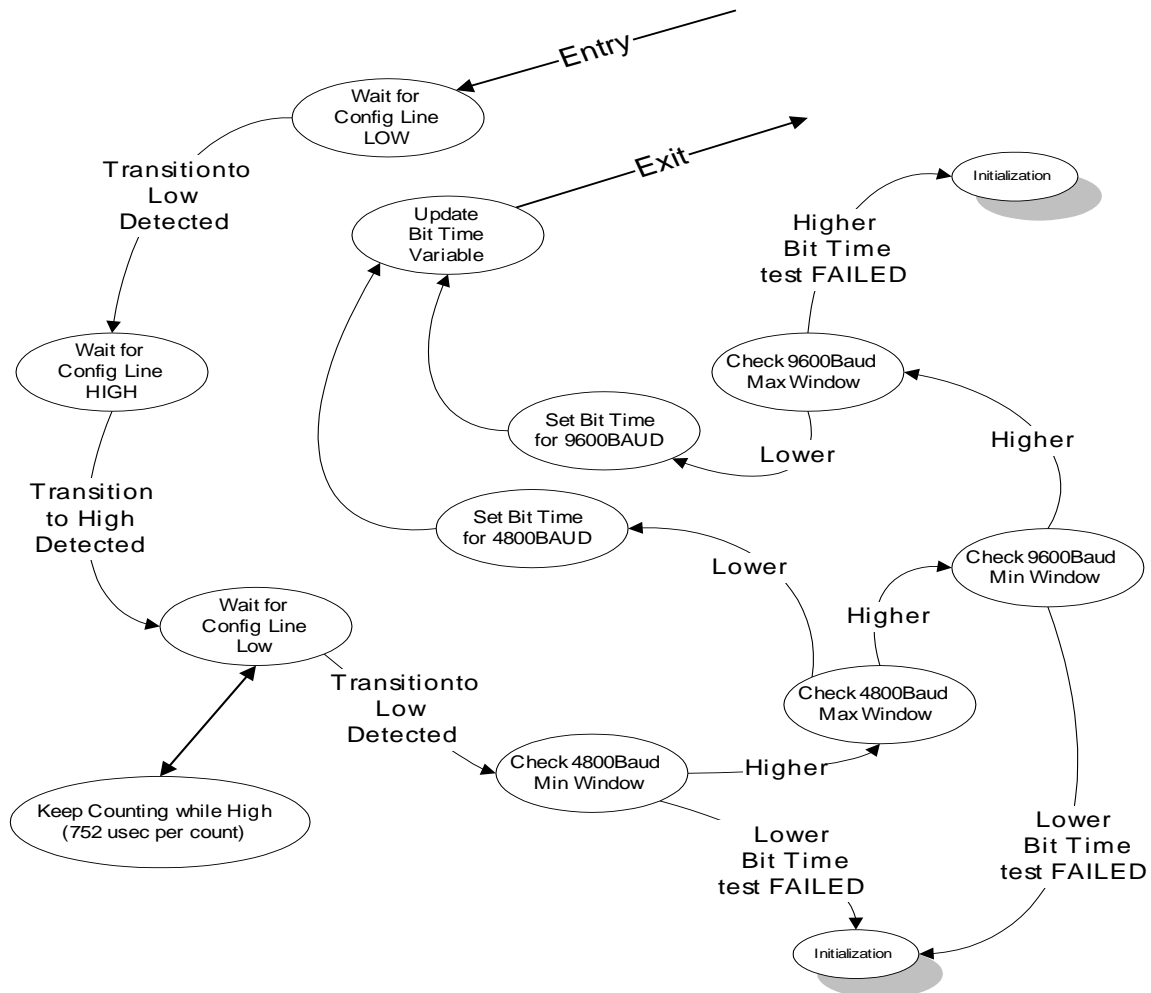 Entry
Wait for
Config Line
LOW
Transitionto
Low
Detected
Exit
Initialization
Update
Bit Time
Variable
Higher
Bit Time
test FAILED
Wait for
Config Line
HIGH
Check 9600Baud
Max Window
Set Bit Time
for 9600BAUD
Lower
Higher
Transition
to High
Detected
Set Bit Time
for 4800BAUD
Lower
Check 9600Baud
Min Window
Higher
Wait for
Config Line
Low
Transitionto
Low
Detected
Check 4800Baud
Max Window
Check 4800Baud
Min Window
Higher
Keep Counting while High
(752 usec per count)
Lower
Bit Time
test FAILED
Lower
Bit Time
test FAILED
Initialization